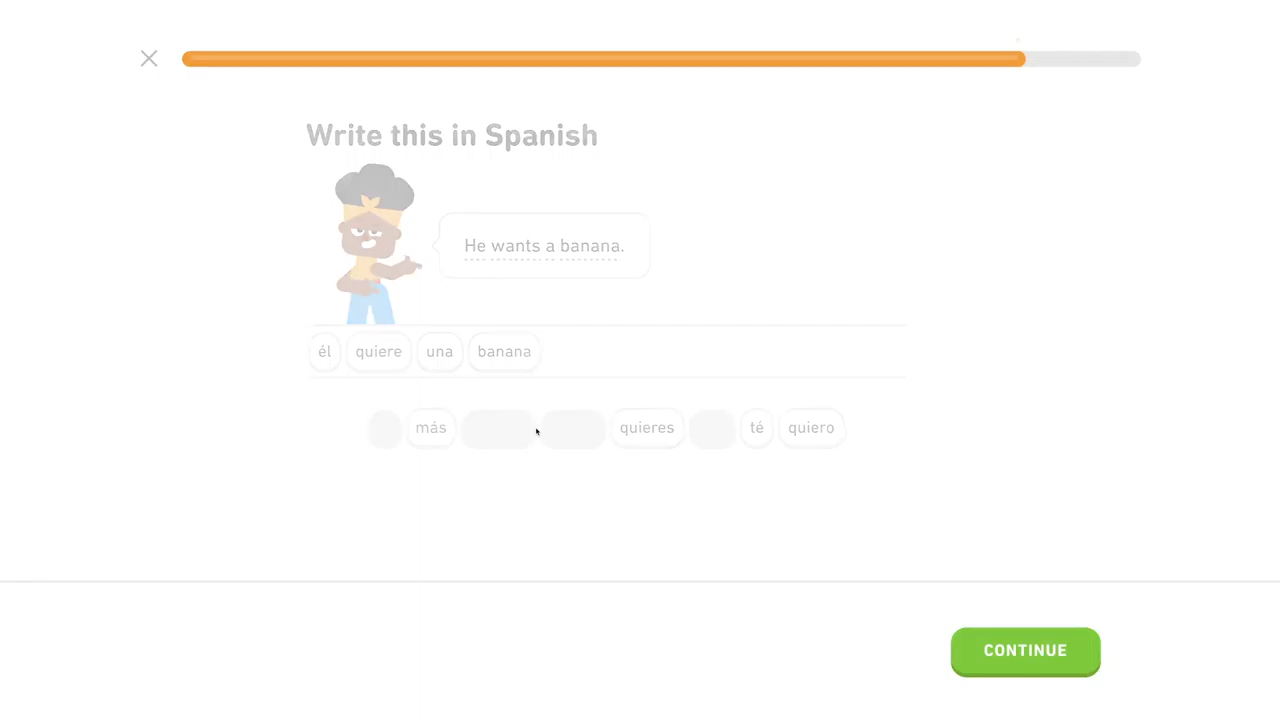 Write this in Spanish
He wants a banana.
él quiere una banana
más quieres té quiero
CONTINUE